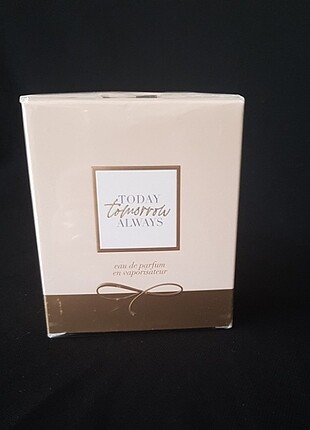 TODAY
tomorrow
ALWAYS
eau de parfum
en vaporisateur